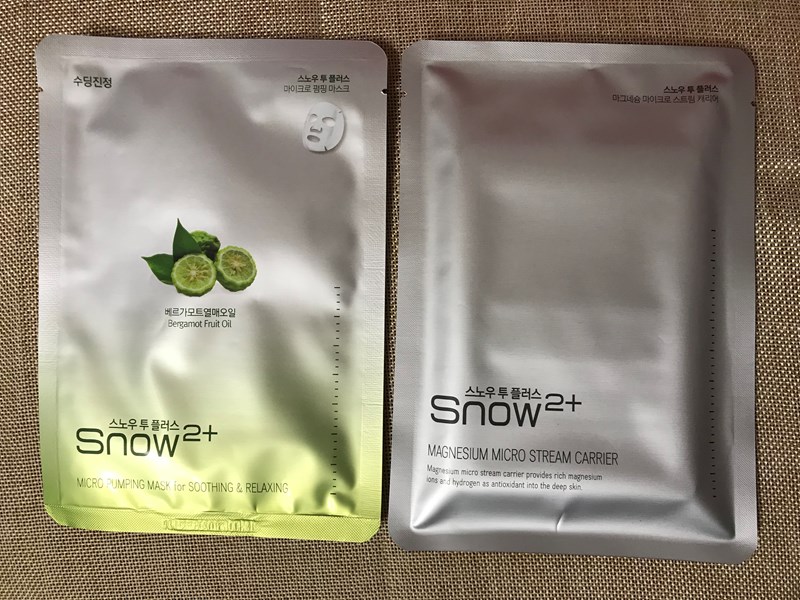 수딩진정
스노우 투 플러스
마이크로 펌핑 마스크
베르가모트열매오일
Bergamot Fruit Oil
스노우 투 플러스
Snow2+
MICRO PUMPING MASK for SOOTHING & RELAXING
스노우 투 플러스
마그네슘 마이크로 스트림 캐리어
스노우 투 플러스
Snow2+
MAGNESIUM MICRO STREAM CARRIER
Magnesium micro stream carrier provides rich magnesium
ions and hydrogen as antioxidant into the deep skin.